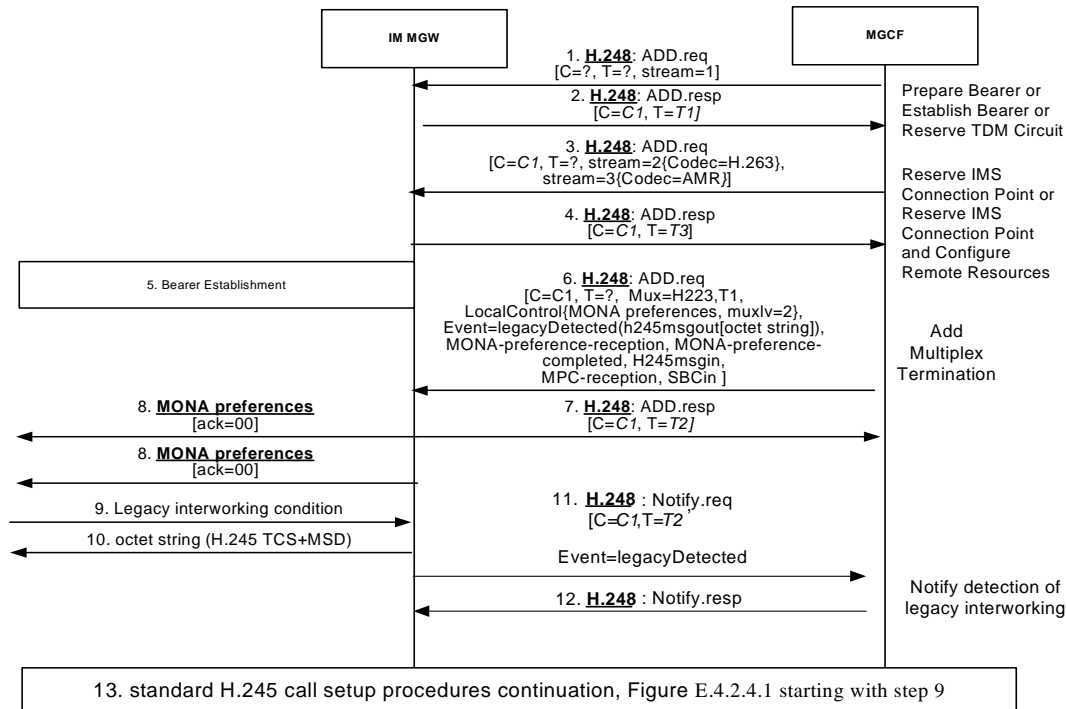 IM MGW
MGCF
1. H.248: ADD.req
[C=?, T=?, stream=1]
2. H.248: ADD.resp
[C=C1, T=T1]
Prepare Bearer or
Establish Bearer or
Reserve TDM Circuit
3. H.248: ADD.req
[C=C1, T=?, stream=2{Codec=H.263},
stream=3{Codec=AMR}]
4. H.248: ADD.resp
[C=C1, T=T3]
Reserve IMS
Connection Point or
Reserve IMS
Connection Point
and Configure
Remote Resources
5. Bearer Establishment
6. H.248: ADD.req
[C=C1, T=?, Mux=H223,T1,
LocalControl{MONA preferences, muxlv=2},
Event=legacyDetected(h245msgout[octet string]),
MONA-preference-reception, MONA-preference-
completed, H245msgin,
MPC-reception, SBCin ]
Add
Multiplex
Termination
8. MONA preferences
[ack=00]
7. H.248: ADD.resp
[C=C1, T=T2]
8. MONA preferences
[ack=00]
9. Legacy interworking condition
10. octet string (H.245 TCS+MSD)
11. H.248 : Notify.req
[C=C1,T=T2 ,
Event=legacyDetected
12. H.248 : Notify.resp
Notify detection of
legacy interworking
13. standard H.245 call setup procedures continuation, Figure E.4.2.4.1 starting with step 9